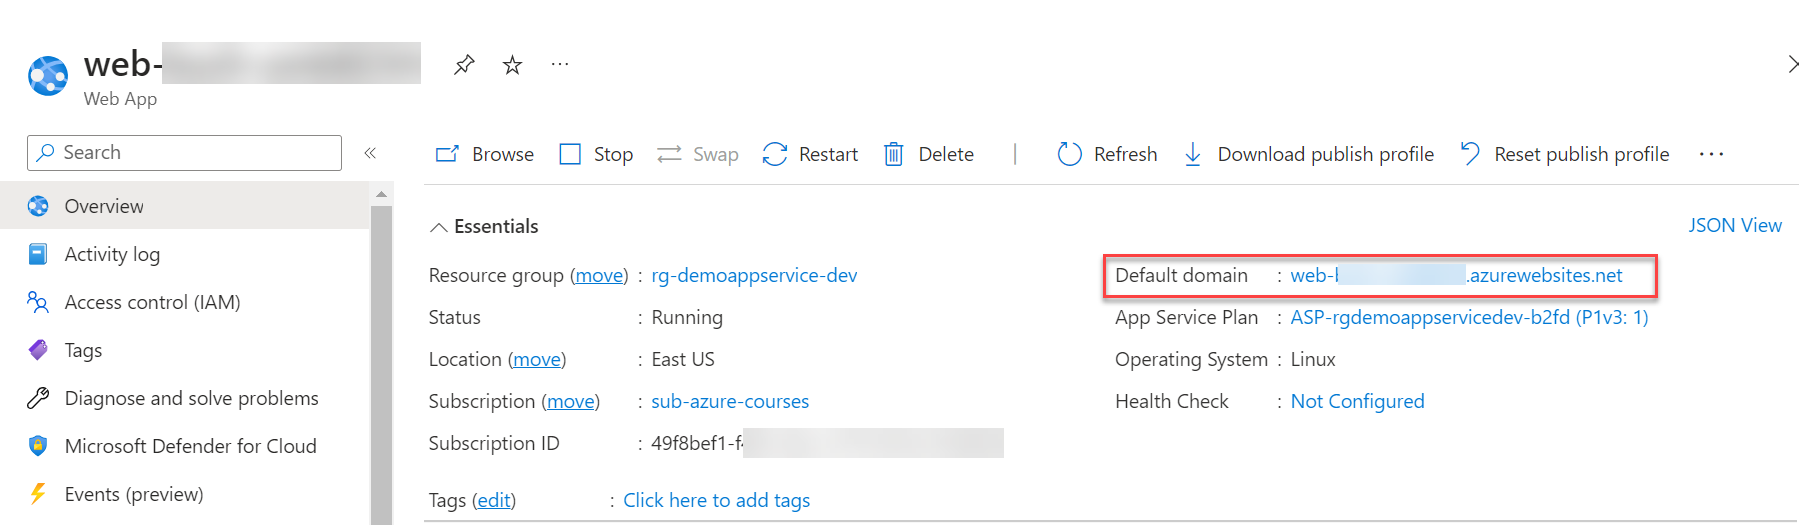 web-
Web App
Search
Browse Stop Swap Restart Delete Refresh Download publish profile Reset publish profile
Overview
Activity log
Access control (IAM)
Tags
Diagnose and solve problems
Microsoft Defender for Cloud
Events (preview)
Essentials
JSON View
Resource group (move) : rg-demoappservice-dev
Status : Running
Location (move) : East US
Subscription (move) : sub-azure-courses
Subscription ID : 49f8bef1-f
Tags (edit) : Click here to add tags
Default domain : web- .azurewebsites.net
App Service Plan : ASP-rgdemoappservicedev-b2fd (P1v3: 1)
Operating System : Linux
Health Check : Not Configured